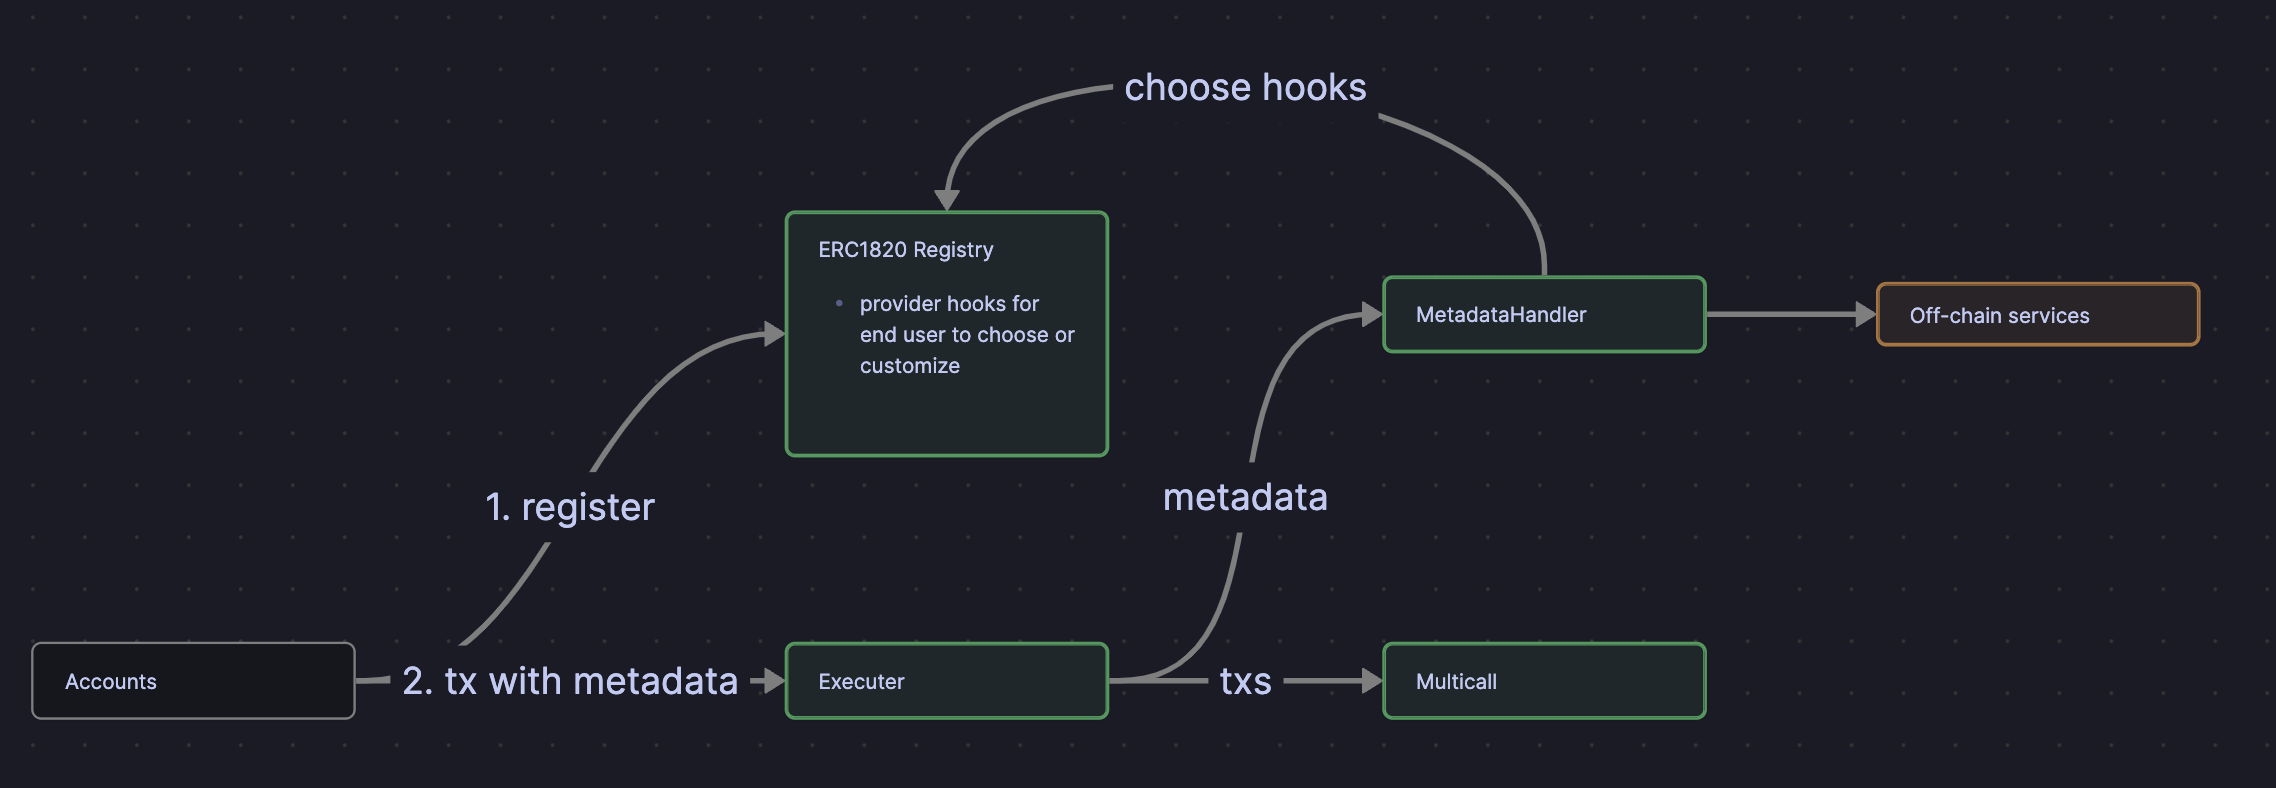 choose hooks
ERC1820 Registry
• provider hooks for
end user to choose or
customize
MetadataHandler
Off-chain services
1. register
metadata
Accounts
2. tx with metadata
Executer
txs
Multicall